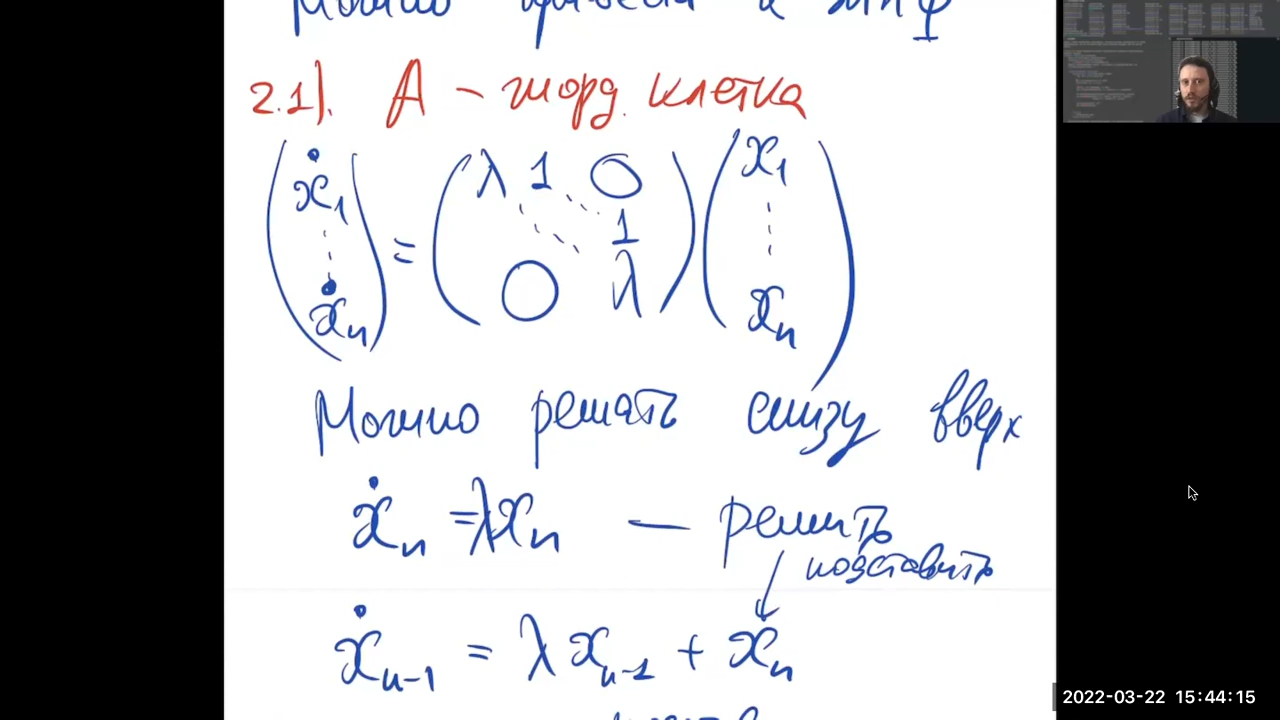 2.1). A – жорд. клетка
ẋ₁ ẋₙ = λ 1 0 1 0 λ x₁ xₙ
Можно решать снизу вверх
ẋₙ = λxₙ — решить
подставить
ẋₙ₋₁ = λxₙ₋₁ + xₙ
2022-03-22 15:44:15